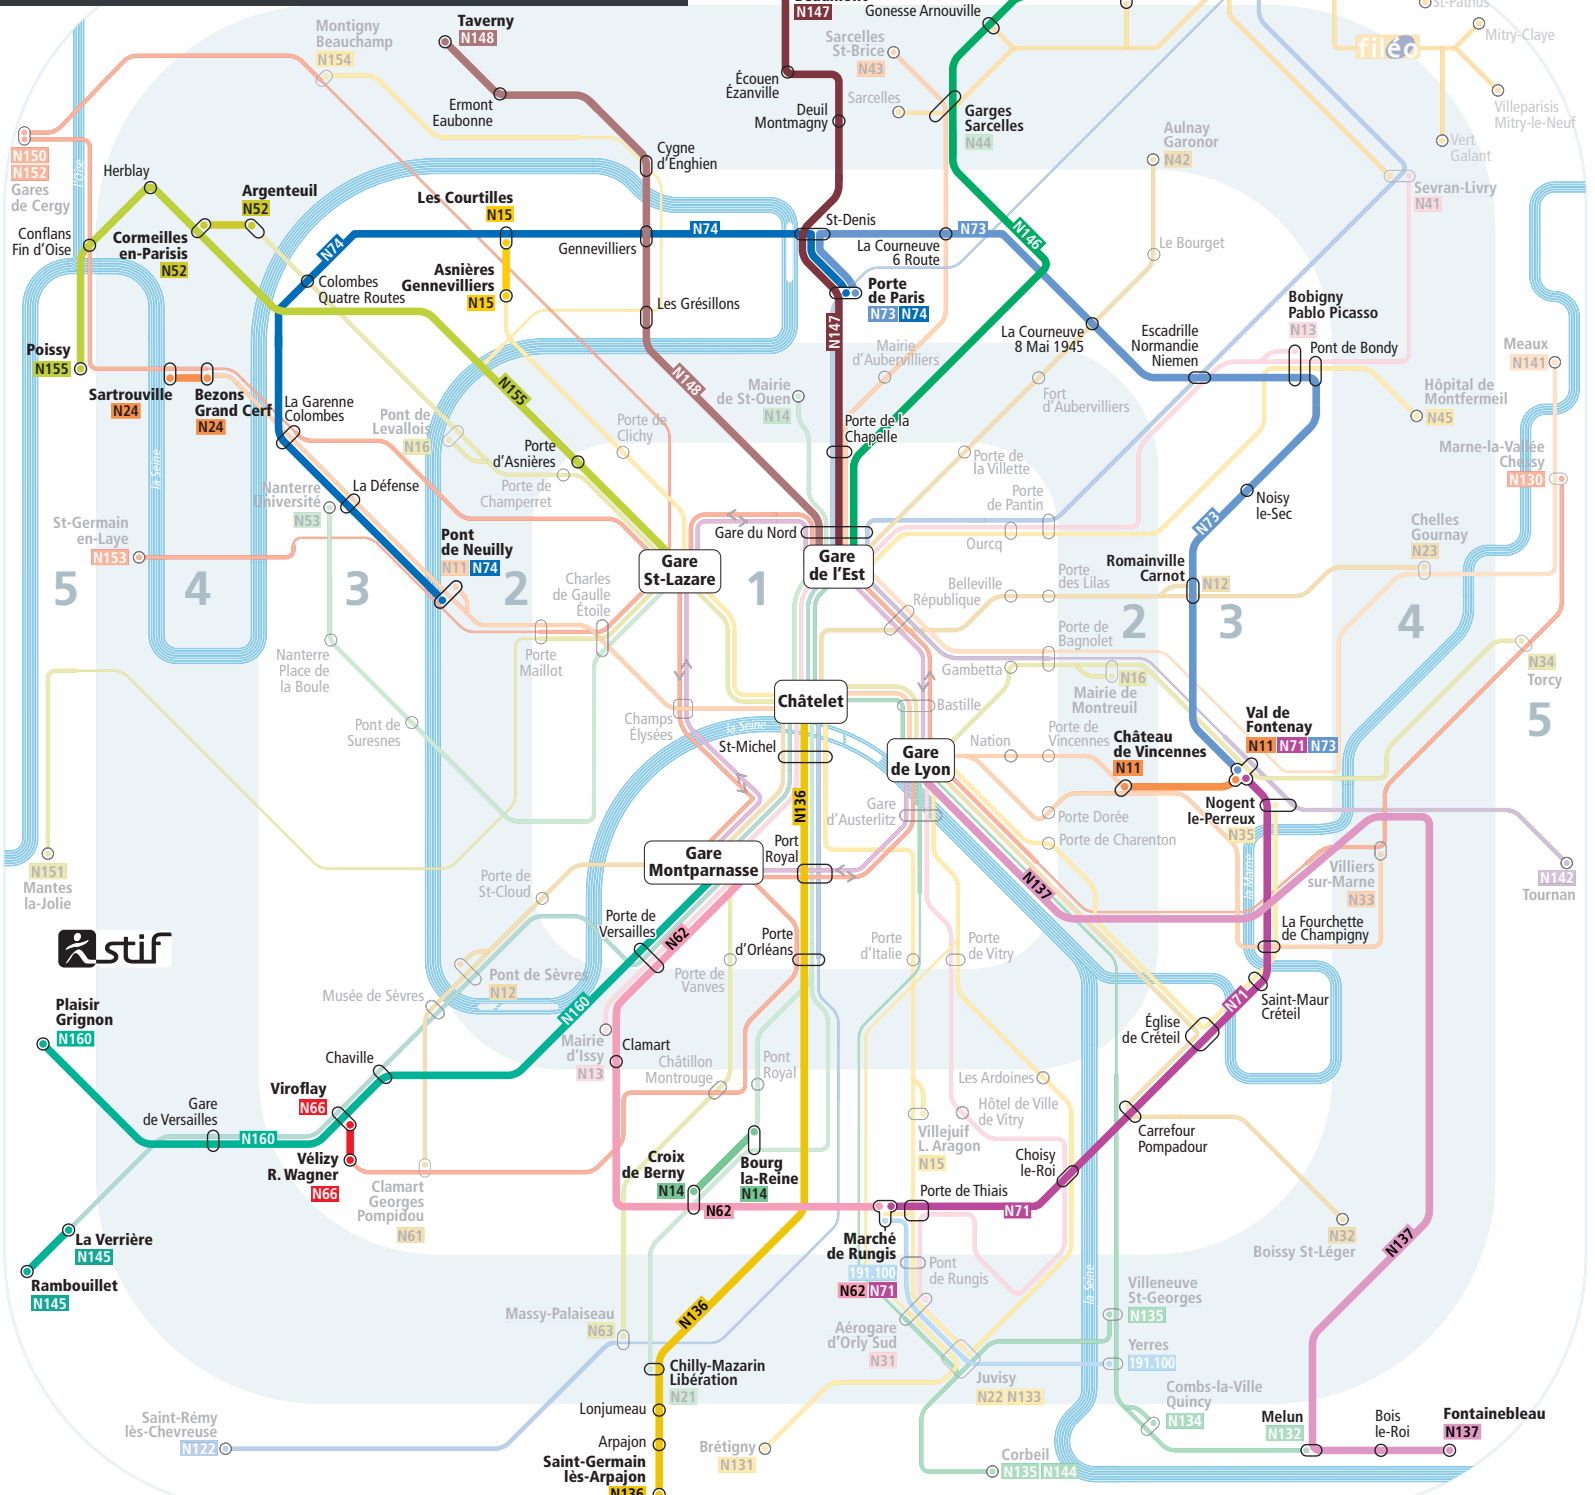 N147
Gonesse Arnouville
St-Pathus
Montigny
Beauchamp
N154
Taverny
N148
Sarcelles
St-Brice
N43
Mitry-Claye
filéo
Écouen
Ézanville
Ermont
Eaubonne
Deuil
Montmagny
Sarcelles
Garges
Sarcelles
N44
Villeparisis
Mitry-le-Neuf
Aulnay
Garonor
N42
Vert
Galant
N150
N152
Gares
de Cergy
l'Oise
Herblay
Cygne
d'Enghien
Sevran-Livry
N41
Argenteuil
N52
Les Courtilles
N15
Conflans
Fin d'Oise
Cormeilles
en-Parisis
N52
N74
Gennevilliers
N74
St-Denis
La Courneuve
6 Route
N73
N146
Le Bourget
Asnières
Gennevilliers
N15
Colombes
Quatre Routes
Les Grésillons
Porte
de Paris
N73 N74
N147
Bobigny
Pablo Picasso
N13
La Courneuve
8 Mai 1945
Escadrille
Normandie
Niemen
Pont de Bondy
Poissy
N155
Mairie
d'Aubervilliers
Meaux
N141
Sartrouville
N24
Bezons
Grand Cerf
N24
N155
N148
Mairie
de St-Ouen
N14
Fort
d'Aubervilliers
Hôpital de
Montfermeil
N45
La Garenne
Colombes
Pont de
Levallois
N16
Porte de
Clichy
Porte de la
Chapelle
la Seine
Porte
d'Asnières
Porte de
la Villette
Marne-la-Vallée
Chessy
N130
Nanterre
Université
N53
La Défense
Porte de
Champerret
Porte
de Pantin
Noisy
le-Sec
N73
St-Germain
en-Laye
N153
Pont
de Neuilly
N11 N74
Gare du Nord
Ourcq
Chelles
Gournay
N23
Gare
St-Lazare
Gare
de l'Est
Romainville
Carnot
N12
5
4
3
2
1
2
3
4
5
Charles
de Gaulle
Étoile
Belleville
République
Porte
des Lilas
Nanterre
Place de
la Boule
Porte
Maillot
Porte de
Bagnolet
Gambetta
N16
Mairie de
Montreuil
N34
Torcy
Pont de
Suresnes
Champs
Élysées
Châtelet
Bastille
la Seine
Val de
Fontenay
N11 N71 N73
St-Michel
Gare
de Lyon
Nation
Porte de
Vincennes
Château
de Vincennes
N11
N136
Gare
d'Austerlitz
Porte Dorée
Porte de Charenton
Nogent
le-Perreux
N35
N151
Mantes
la-Jolie
Gare
Montparnasse
Port
Royal
N137
la Marne
Villiers
sur-Marne
N33
N142
Tournan
Porte de
St-Cloud
Porte de
Versailles
N62
Porte
d'Orléans
Porte
d'Italie
Porte
de Vitry
La Fourchette
de Champigny
stif
Pont de Sèvres
N12
Porte de
Vanves
Musée de Sèvres
N160
N71
Saint-Maur
Créteil
Plaisir
Grignon
N160
Église
de Créteil
Mairie
d'Issy
N13
Clamart
Châtillon
Montrouge
Pont
Royal
Chaville
Les Ardoines
Viroflay
N66
Gare
de Versailles
N160
Hôtel de Ville
de Vitry
Villejuif
L. Aragon
N15
Carrefour
Pompadour
Vélizy
R. Wagner
N66
Clamart
Georges
Pompidou
N61
Croix
de Berny
N14
Bourg
la-Reine
N14
Choisy
le-Roi
N62
Porte de Thiais
N71
La Verrière
N145
Marché
de Rungis
191.100
N62 N71
N32
Boissy St-Léger
N137
Rambouillet
N145
Pont
de Rungis
la Seine
Villeneuve
St-Georges
N135
Massy-Palaiseau
N63
N136
Aérogare
d'Orly Sud
N31
Yerres
191.100
Chilly-Mazarin
Libération
N21
Juvisy
N22 N133
Combs-la-Ville
Quincy
N134
Lonjumeau
Saint-Rémy
lès-Chevreuse
N122
Arpajon
Brétigny
N131
Melun
N132
Bois
le-Roi
Fontainebleau
N137
Saint-Germain
lès-Arpajon
N136
Corbeil
N135 N144